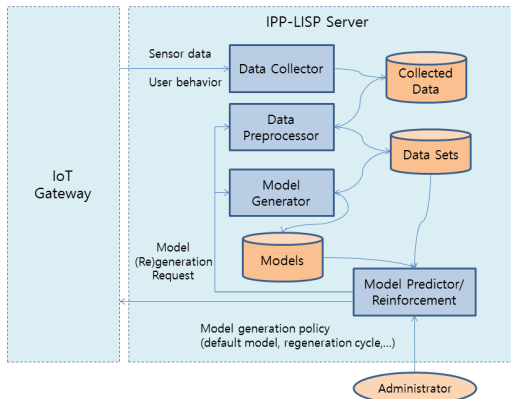 IPP-LISP Server
Sensor data
User behavior
Data Collector
Collected
Data
Data
Preprocessor
Data Sets
IoT
Gateway
Model
Generator
Models
Model
(Re)generation
Request
Model Predictor/
Reinforcement
Model generation policy
(default model, regeneration cycle,...)
Administrator